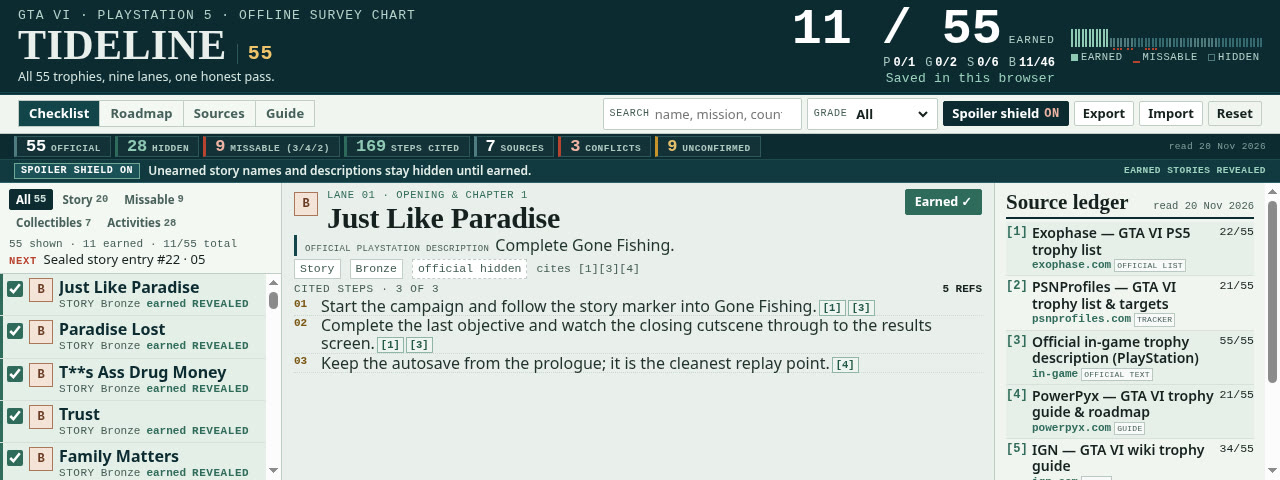 GTA VI · PLAYSTATION 5 · OFFLINE SURVEY CHART
TIDELINE 55
All 55 trophies, nine lanes, one honest pass.
11 / 55 EARNED
P 0/1 G 0/2 S 0/6 B 11/46
Saved in this browser
EARNED MISSABLE HIDDEN
Checklist Roadmap Sources Guide
SEARCH name, mission, coun
GRADE All
Spoiler shield ON
Export Import Reset
55 OFFICIAL 28 HIDDEN 9 MISSABLE (3/4/2) 169 STEPS CITED 7 SOURCES 3 CONFLICTS 9 UNCONFIRMED
read 20 Nov 2026
SPOILER SHIELD ON Unearned story names and descriptions stay hidden until earned.
EARNED STORIES REVEALED
All 55 Story 20 Missable 9
Collectibles 7 Activities 28
55 shown · 11 earned · 11/55 total
NEXT Sealed story entry #22 · 05
B Just Like Paradise
STORY Bronze earned REVEALED
B Paradise Lost
STORY Bronze earned REVEALED
B T**s Ass Drug Money
STORY Bronze earned REVEALED
B Trust
STORY Bronze earned REVEALED
B Family Matters
STORY Bronze earned REVEALED
B LANE 01 · OPENING & CHAPTER 1
Just Like Paradise
Earned ✓
OFFICIAL PLAYSTATION DESCRIPTION Complete Gone Fishing.
Story Bronze official hidden cites [1][3][4]
CITED STEPS · 3 OF 3
5 REFS
01 Start the campaign and follow the story marker into Gone Fishing. [1] [3]
02 Complete the last objective and watch the closing cutscene through to the results
screen. [1] [3]
03 Keep the autosave from the prologue; it is the cleanest replay point. [4]
Source ledger read 20 Nov 2026
[1] Exophase — GTA VI PS5 22/55
trophy list
exophase.com OFFICIAL LIST
[2] PSNProfiles — GTA VI 21/55
trophy list & targets
psnprofiles.com TRACKER
[3] Official in-game trophy 55/55
description (PlayStation)
in-game OFFICIAL TEXT
[4] PowerPyx — GTA VI trophy 21/55
guide & roadmap
powerpyx.com GUIDE
[5] IGN — GTA VI wiki trophy 34/55
guide